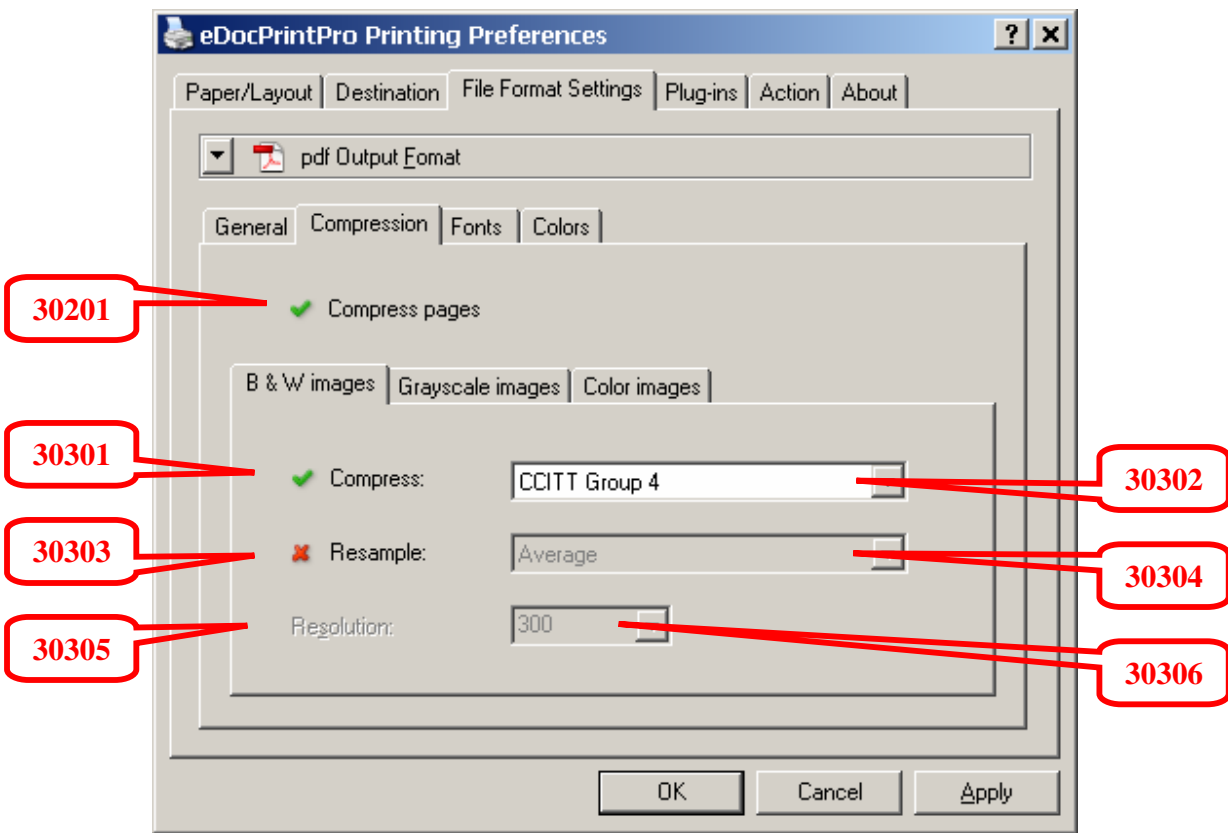 eDocPrintPro Printing Preferences
Paper/Layout Destination File Format Settings Plug-ins Action About
pdf Output Fomat
General Compression Fonts Colors
30201
Compress pages
B & W images Grayscale images Color images
30301
Compress: CCITT Group 4
30302
30303
Resample: Average
30304
30305
Resolution: 300
30306
OK Cancel Apply